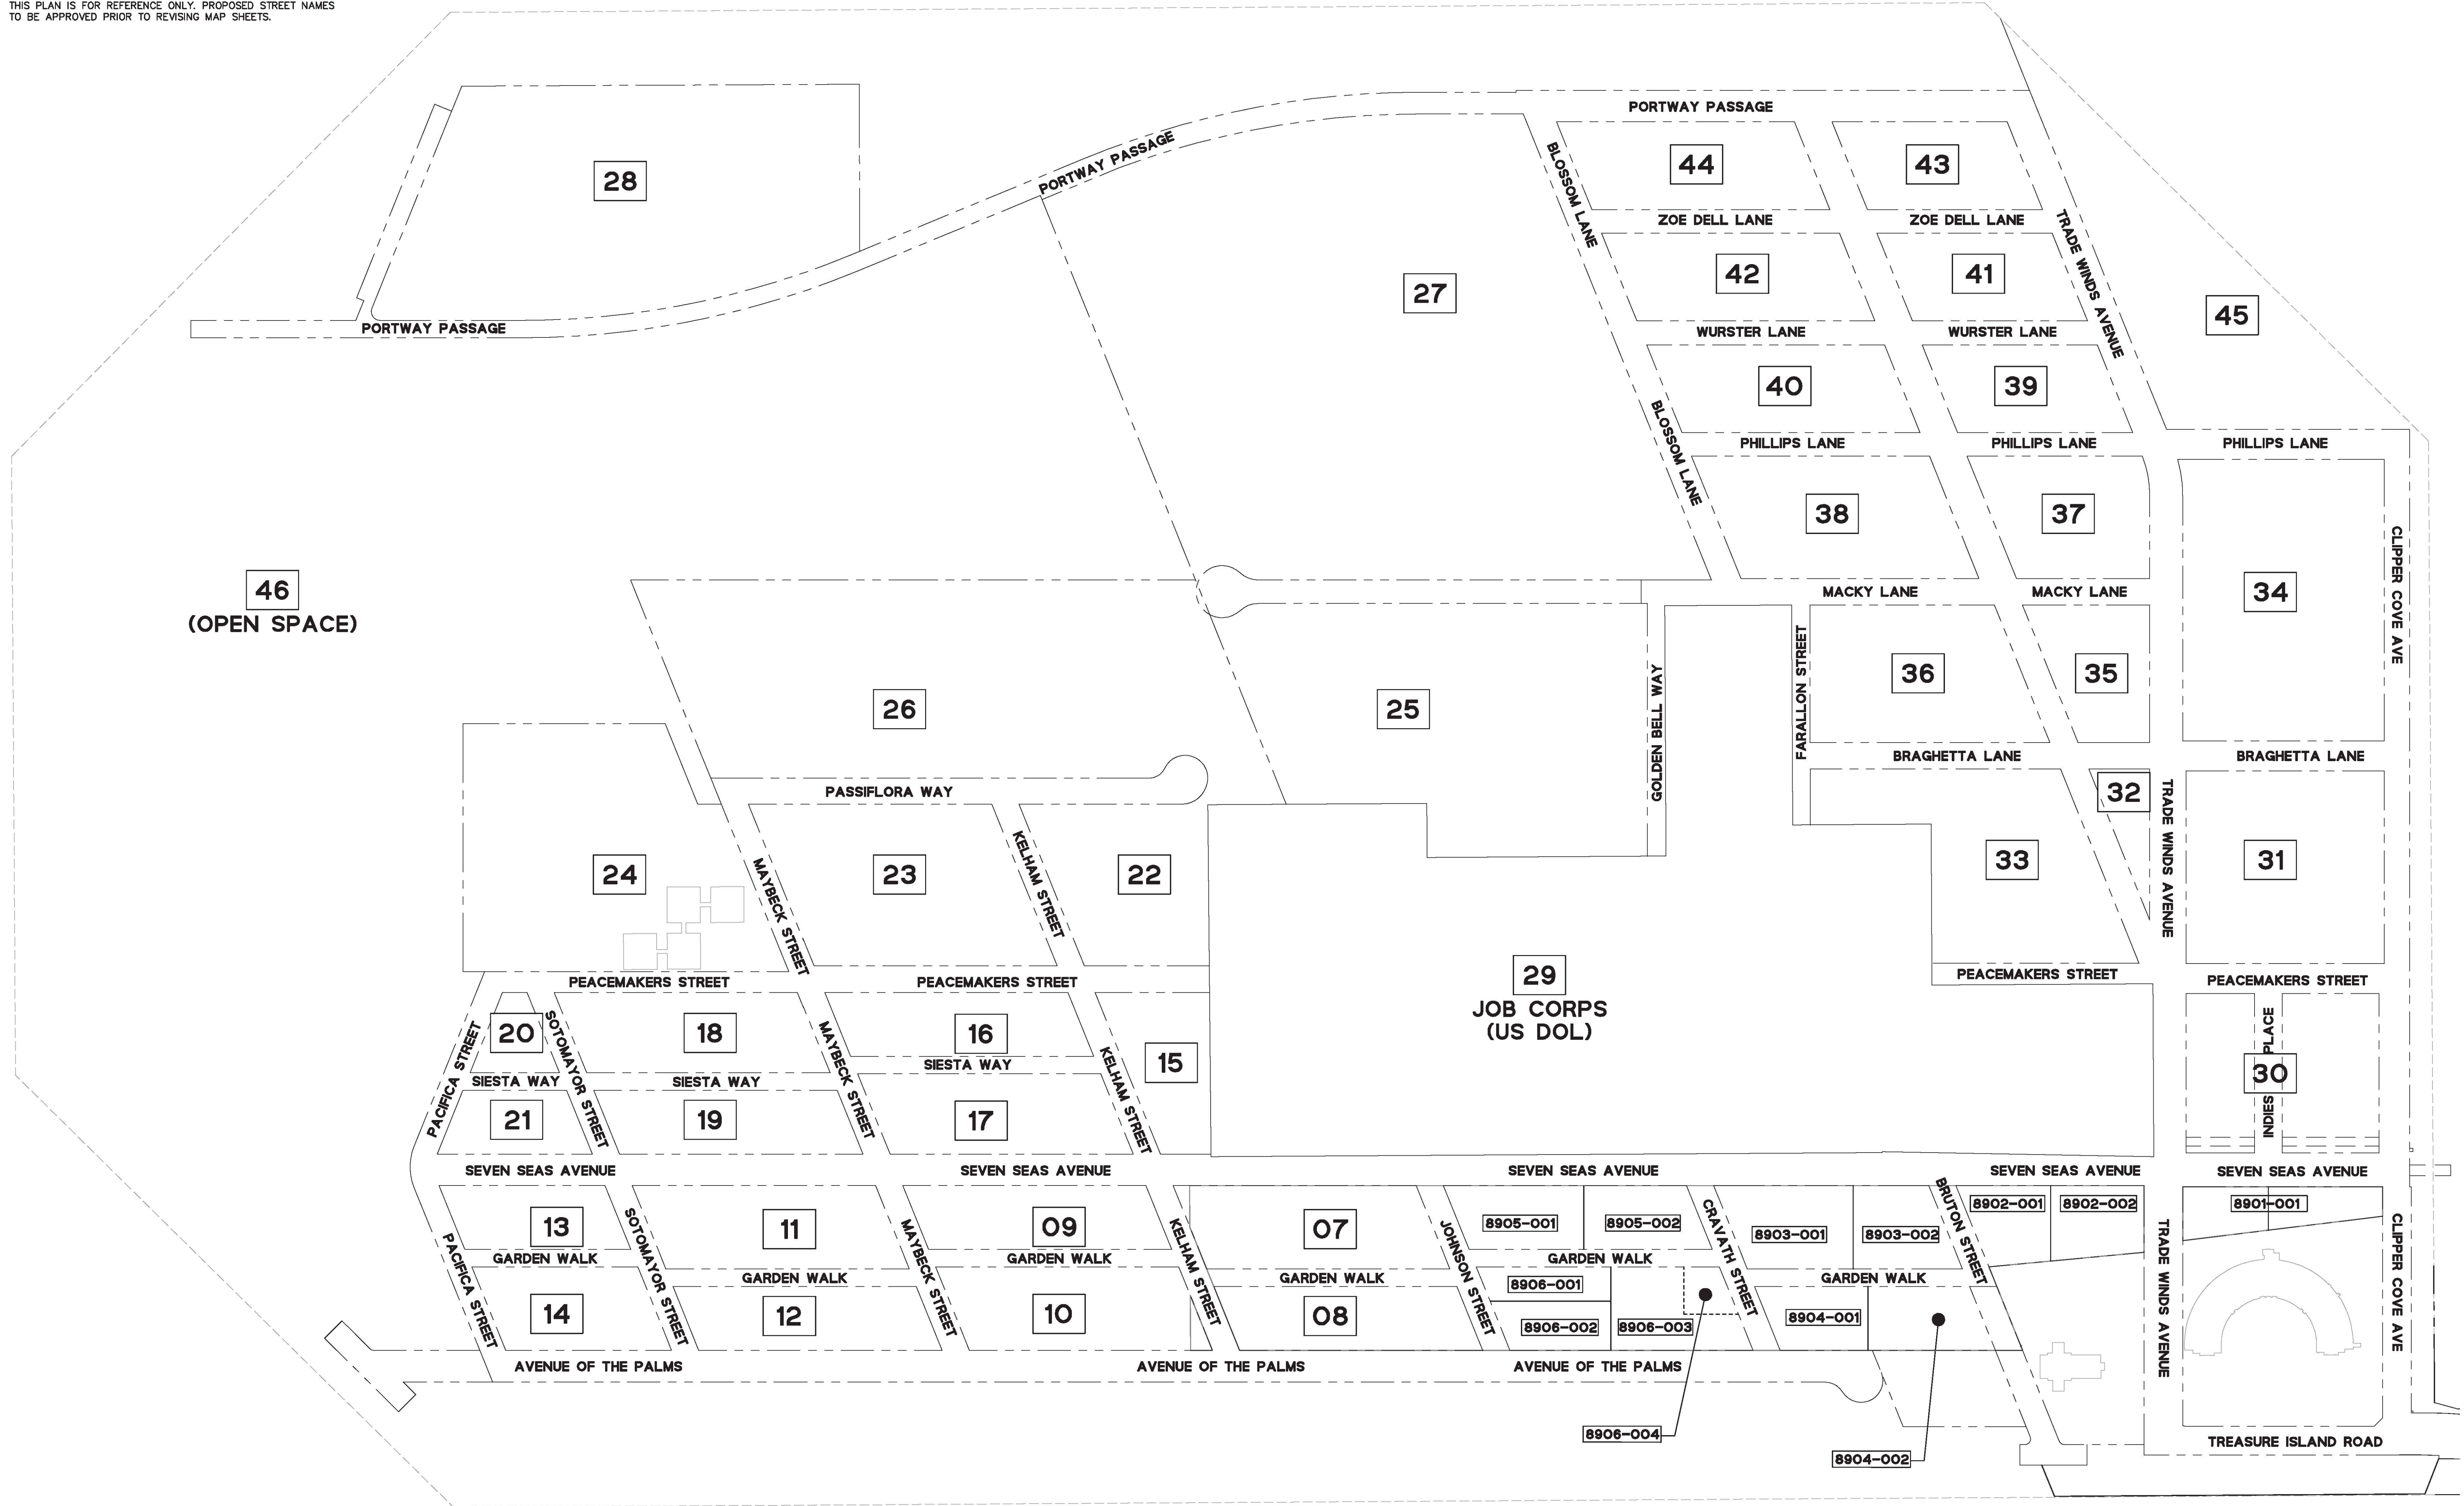 THIS PLAN IS FOR REFERENCE ONLY. PROPOSED STREET NAMES
TO BE APPROVED PRIOR TO REVISING MAP SHEETS.
PORTWAY PASSAGE
PORTWAY PASSAGE
28
44
43
BLOSSOM LANE
ZOE DELL LANE
ZOE DELL LANE
TRADE WINDS AVENUE
27
42
41
45
PORTWAY PASSAGE
WURSTER LANE
WURSTER LANE
40
39
BLOSSOM LANE
PHILLIPS LANE
PHILLIPS LANE
PHILLIPS LANE
38
37
46
(OPEN SPACE)
MACKY LANE
MACKY LANE
34
CLIPPER COVE AVE
FARALLON STREET
36
35
26
25
GOLDEN BELL WAY
BRAGHETTA LANE
BRAGHETTA LANE
PASSIFLORA WAY
32
TRADE WINDS AVENUE
24
MAYBECK STREET
23
KELHAM STREET
22
33
31
PEACEMAKERS STREET
PEACEMAKERS STREET
29
JOB CORPS
(US DOL)
PEACEMAKERS STREET
PEACEMAKERS STREET
PACIFICA STREET
20
SOTOMAYOR STREET
18
MAYBECK STREET
16
KELHAM STREET
15
INDIES PLACE
30
SIESTA WAY
SIESTA WAY
SIESTA WAY
21
19
17
SEVEN SEAS AVENUE
SEVEN SEAS AVENUE
SEVEN SEAS AVENUE
SEVEN SEAS AVENUE
SEVEN SEAS AVENUE
PACIFICA STREET
13
SOTOMAYOR STREET
11
MAYBECK STREET
09
KELHAM STREET
07
JOHNSON STREET
8905-001
8905-002
CRAVATH STREET
8903-001
8903-002
BRUTON STREET
8902-001
8902-002
TRADE WINDS AVENUE
8901-001
CLIPPER COVE AVE
GARDEN WALK
GARDEN WALK
GARDEN WALK
GARDEN WALK
GARDEN WALK
GARDEN WALK
14
12
10
08
8906-001
8906-002
8906-003
8904-001
AVENUE OF THE PALMS
AVENUE OF THE PALMS
AVENUE OF THE PALMS
8906-004
8904-002
TREASURE ISLAND ROAD